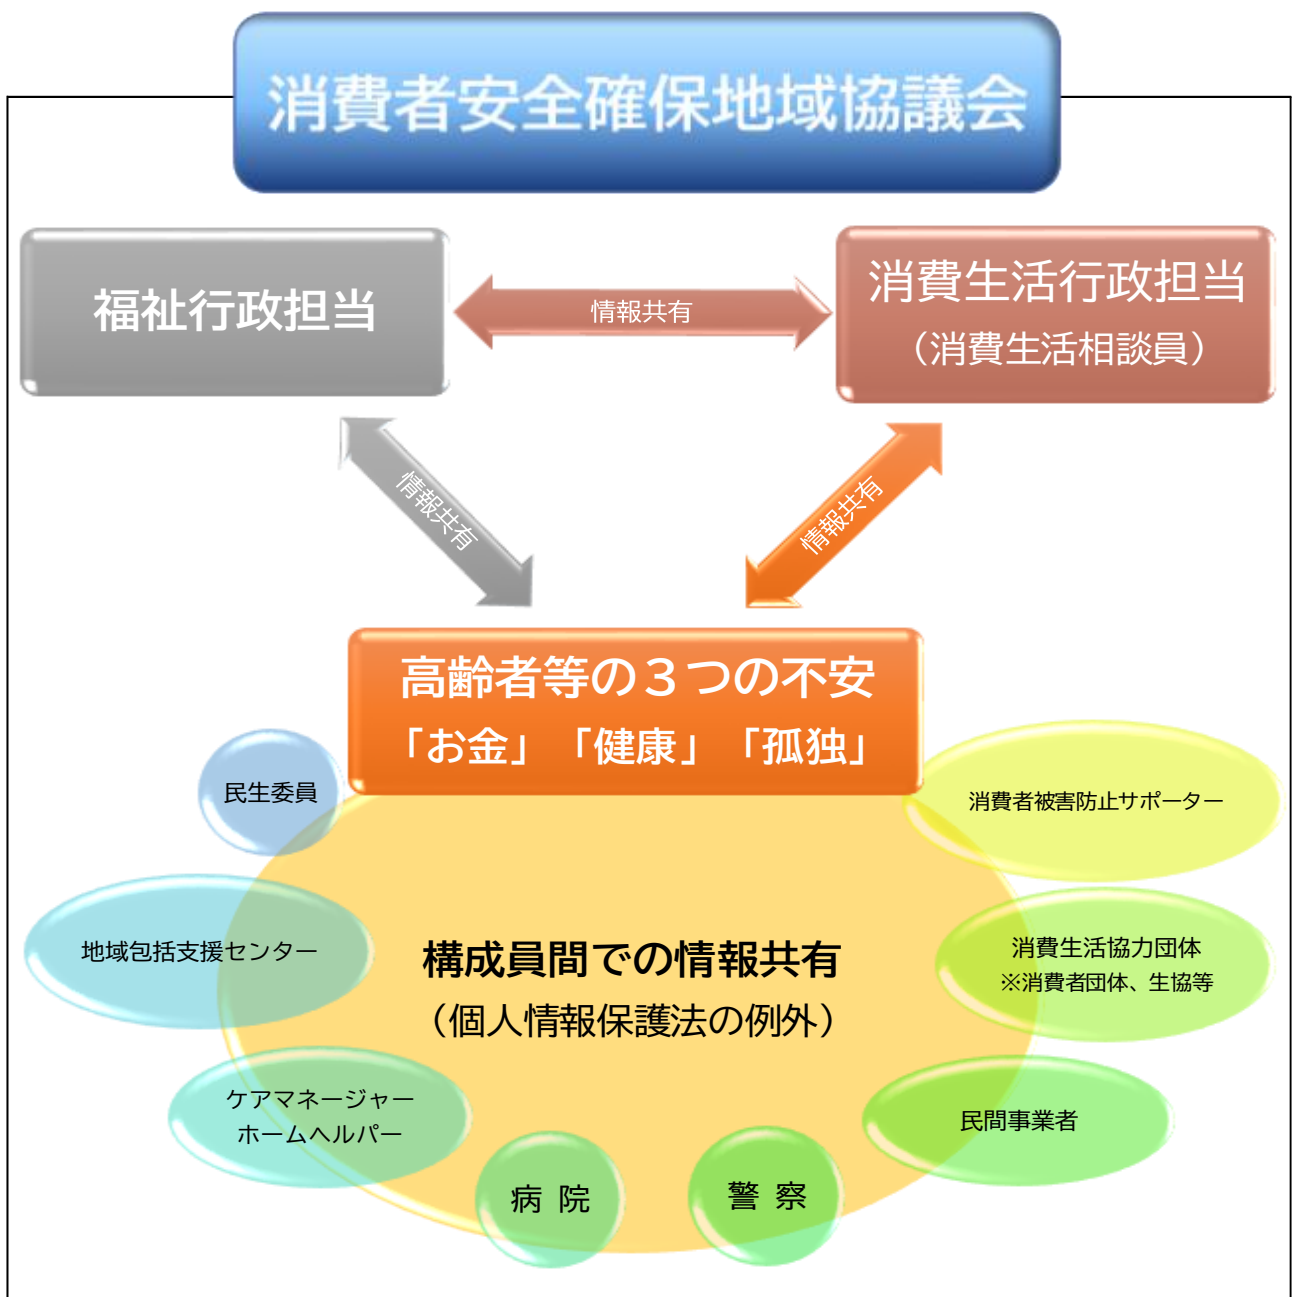 消費者安全確保地域協議会
福祉行政担当
情報共有
消費生活行政担当
（消費生活相談員）
情報共有
情報共有
高齢者等の３つの不安
「お金」「健康」「孤独」
民生委員
消費者被害防止サポーター
地域包括支援センター
構成員間での情報共有
（個人情報保護法の例外）
消費生活協力団体
※消費者団体、生協等
ケアマネージャー
ホームヘルパー
民間事業者
病 院
警 察